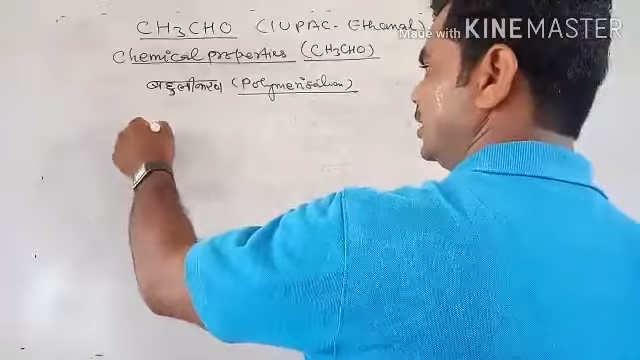 CH3CHO (IUPAC - Ethanal)
Chemical properties (CH3CHO)
बहुलीकरण (Polymerisation)
Made with KINEMASTER